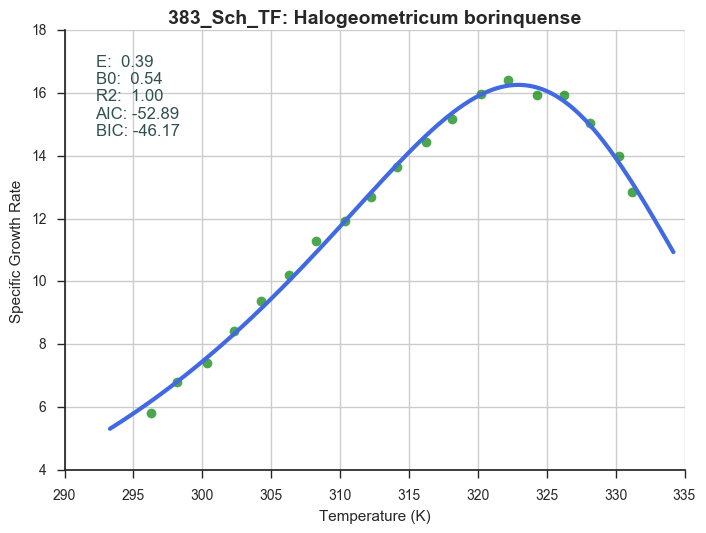 383_Sch_TF: Halogeometricum borinquense
E: 0.39
B0: 0.54
R2: 1.00
AIC: -52.89
BIC: -46.17
Specific Growth Rate
18
16
14
12
10
8
6
4
290 295 300 305 310 315 320 325 330 335
Temperature (K)